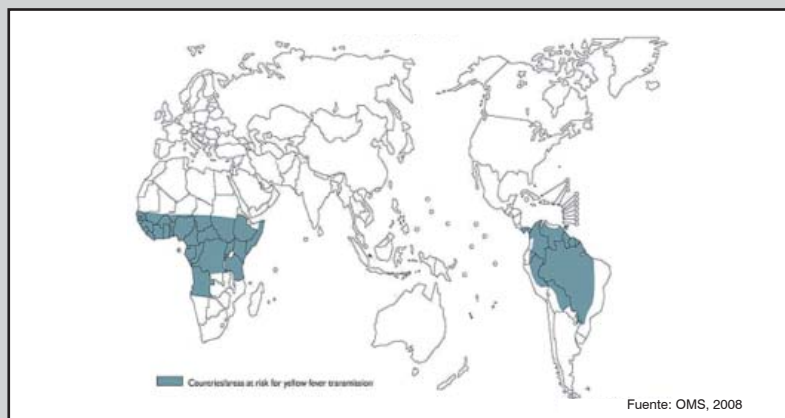 Countries/areas at risk for yellow fever transmission
Fuente: OMS, 2008